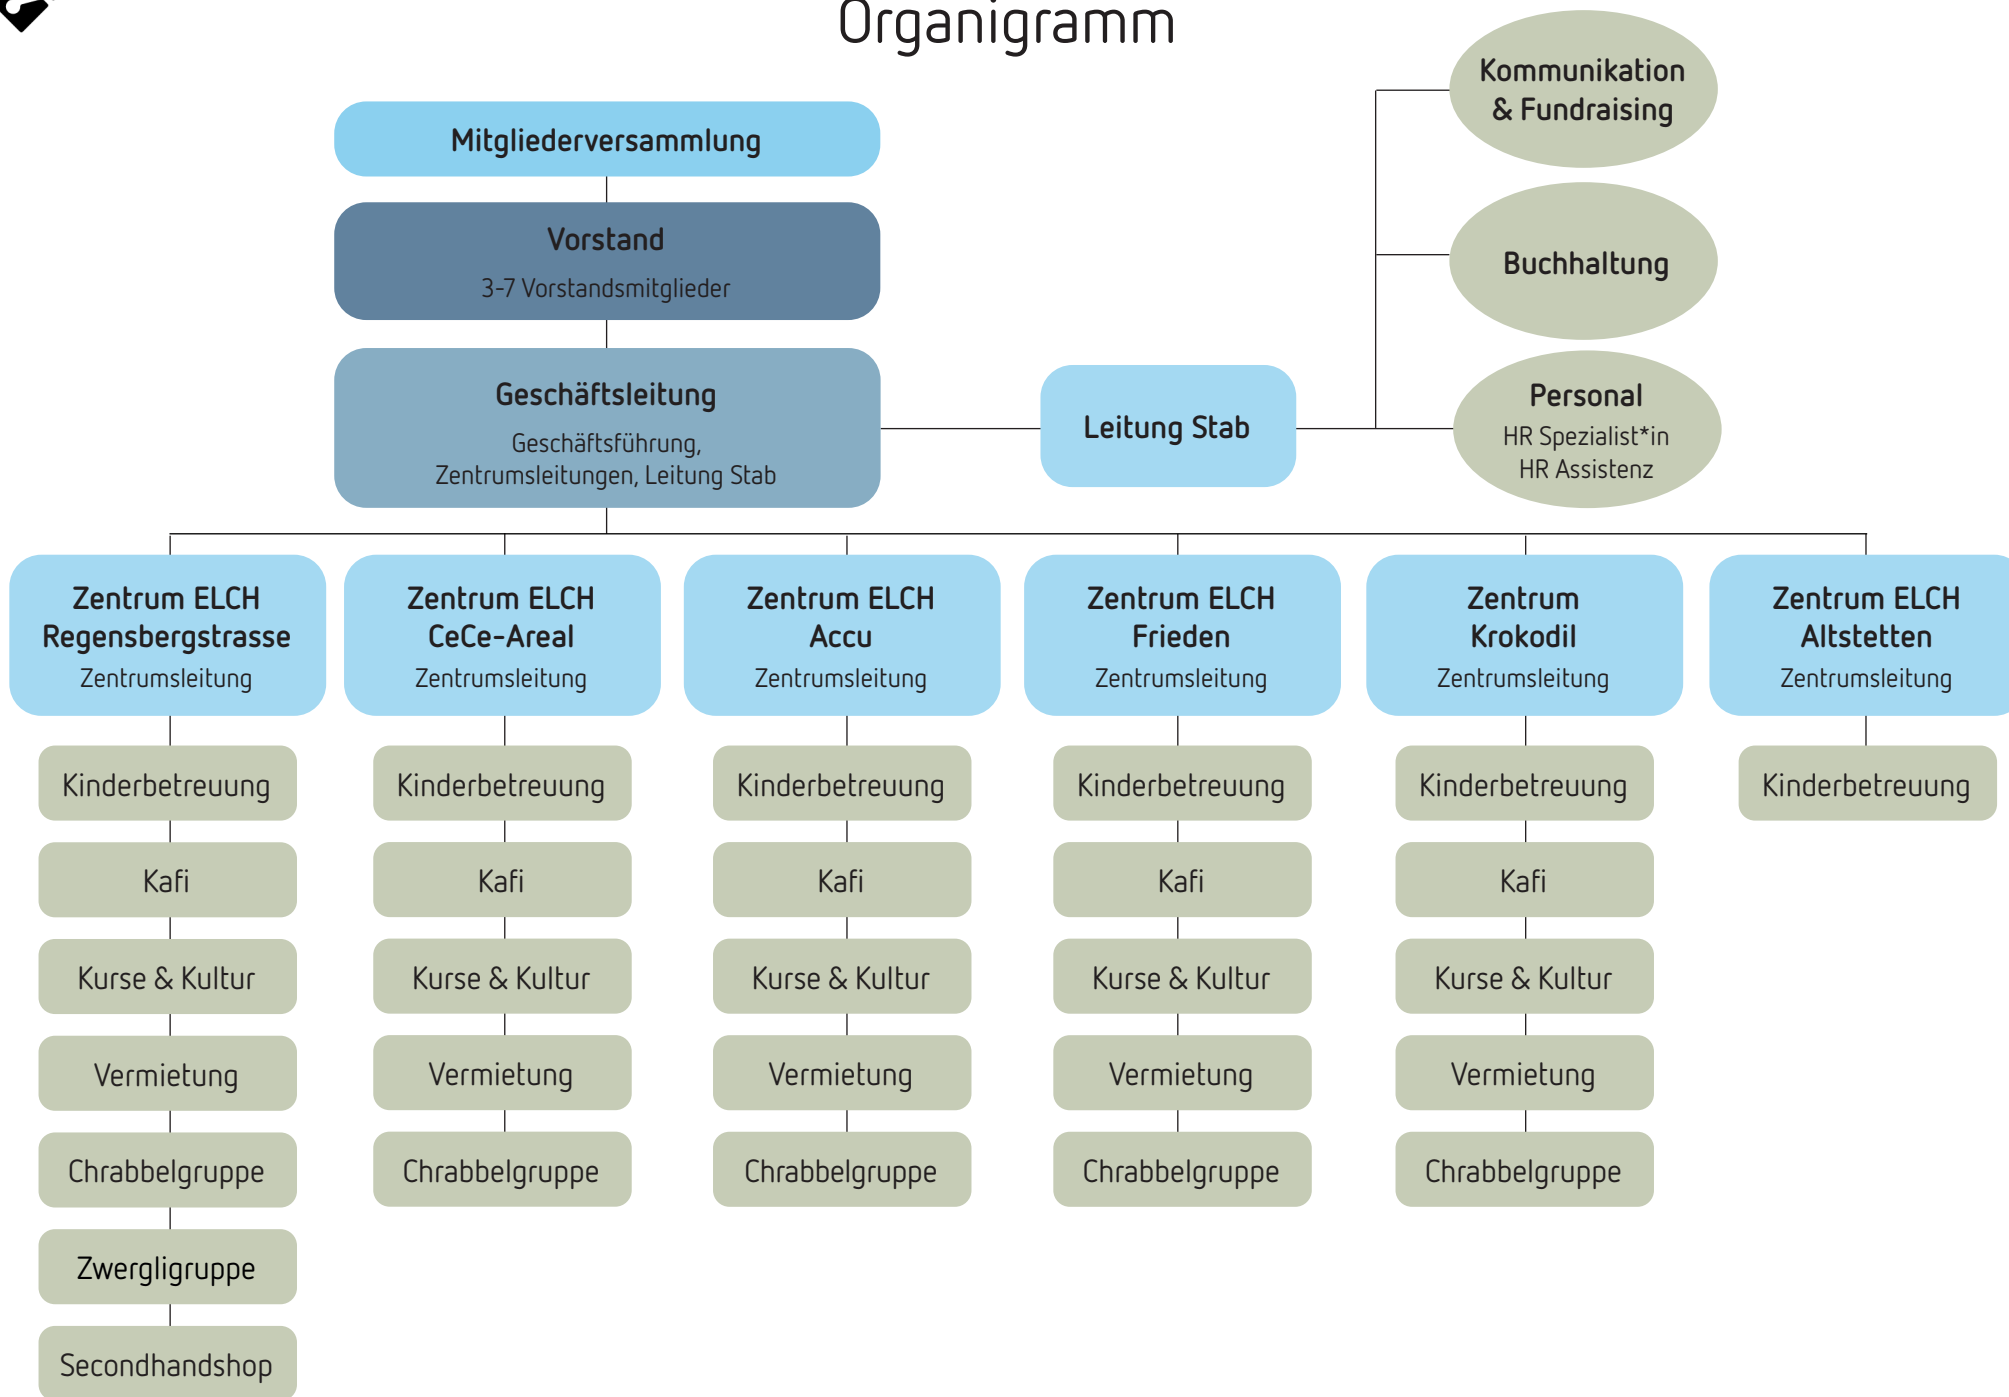 Organigramm
Kommunikation
& Fundraising
Mitgliederversammlung
Vorstand
3-7 Vorstandsmitglieder
Buchhaltung
Geschäftsleitung
Geschäftsführung,
Zentrumsleitungen, Leitung Stab
Leitung Stab
Personal
HR Spezialist*in
HR Assistenz
Zentrum ELCH
Regensbergstrasse
Zentrumsleitung
Kinderbetreuung
Kafi
Kurse & Kultur
Vermietung
Chrabbelgruppe
Zwergligruppe
Secondhandshop
Zentrum ELCH
CeCe-Areal
Zentrumsleitung
Kinderbetreuung
Kafi
Kurse & Kultur
Vermietung
Chrabbelgruppe
Zentrum ELCH
Accu
Zentrumsleitung
Kinderbetreuung
Kafi
Kurse & Kultur
Vermietung
Chrabbelgruppe
Zentrum ELCH
Frieden
Zentrumsleitung
Kinderbetreuung
Kafi
Kurse & Kultur
Vermietung
Chrabbelgruppe
Zentrum
Krokodil
Zentrumsleitung
Kinderbetreuung
Kafi
Kurse & Kultur
Vermietung
Chrabbelgruppe
Zentrum ELCH
Altstetten
Zentrumsleitung
Kinderbetreuung